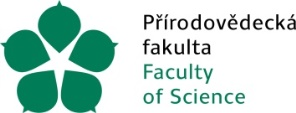 Přírodovědecká
fakulta
Faculty
of Science